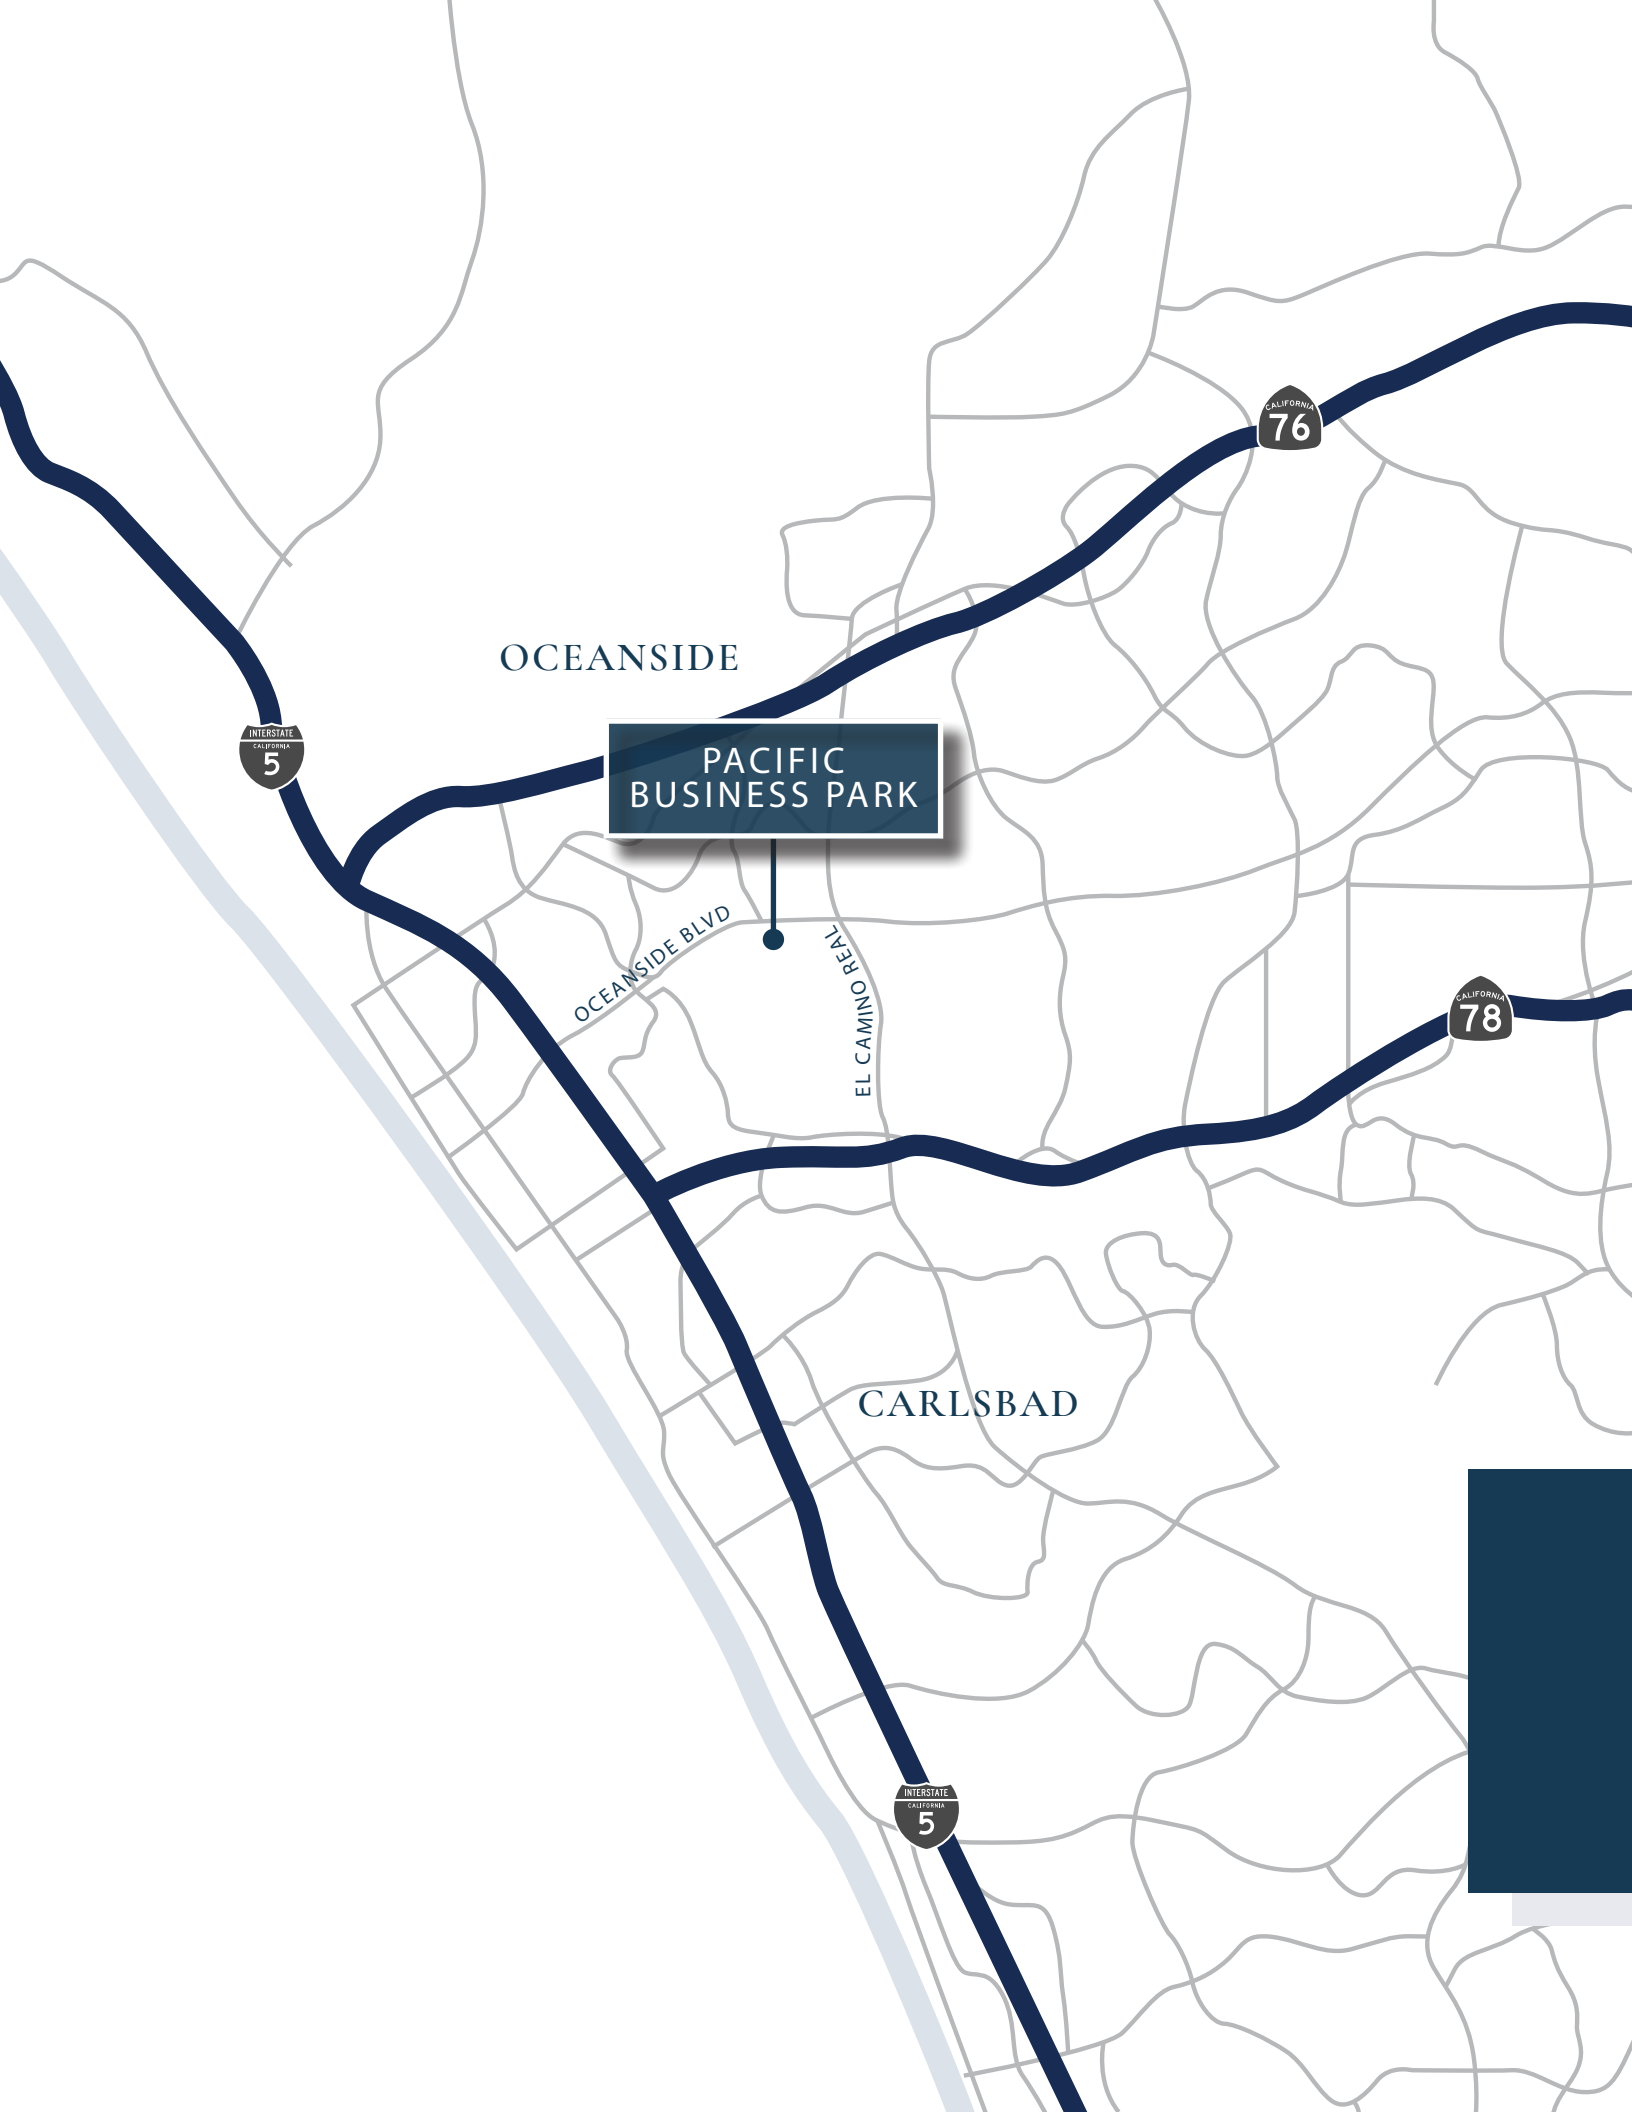 CALIFORNIA
76
OCEANSIDE
INTERSTATE
CALIFORNIA
5
PACIFIC
BUSINESS PARK
OCEANSIDE BLVD
EL CAMINO REAL
CALIFORNIA
78
CARLSBAD
INTERSTATE
CALIFORNIA
5